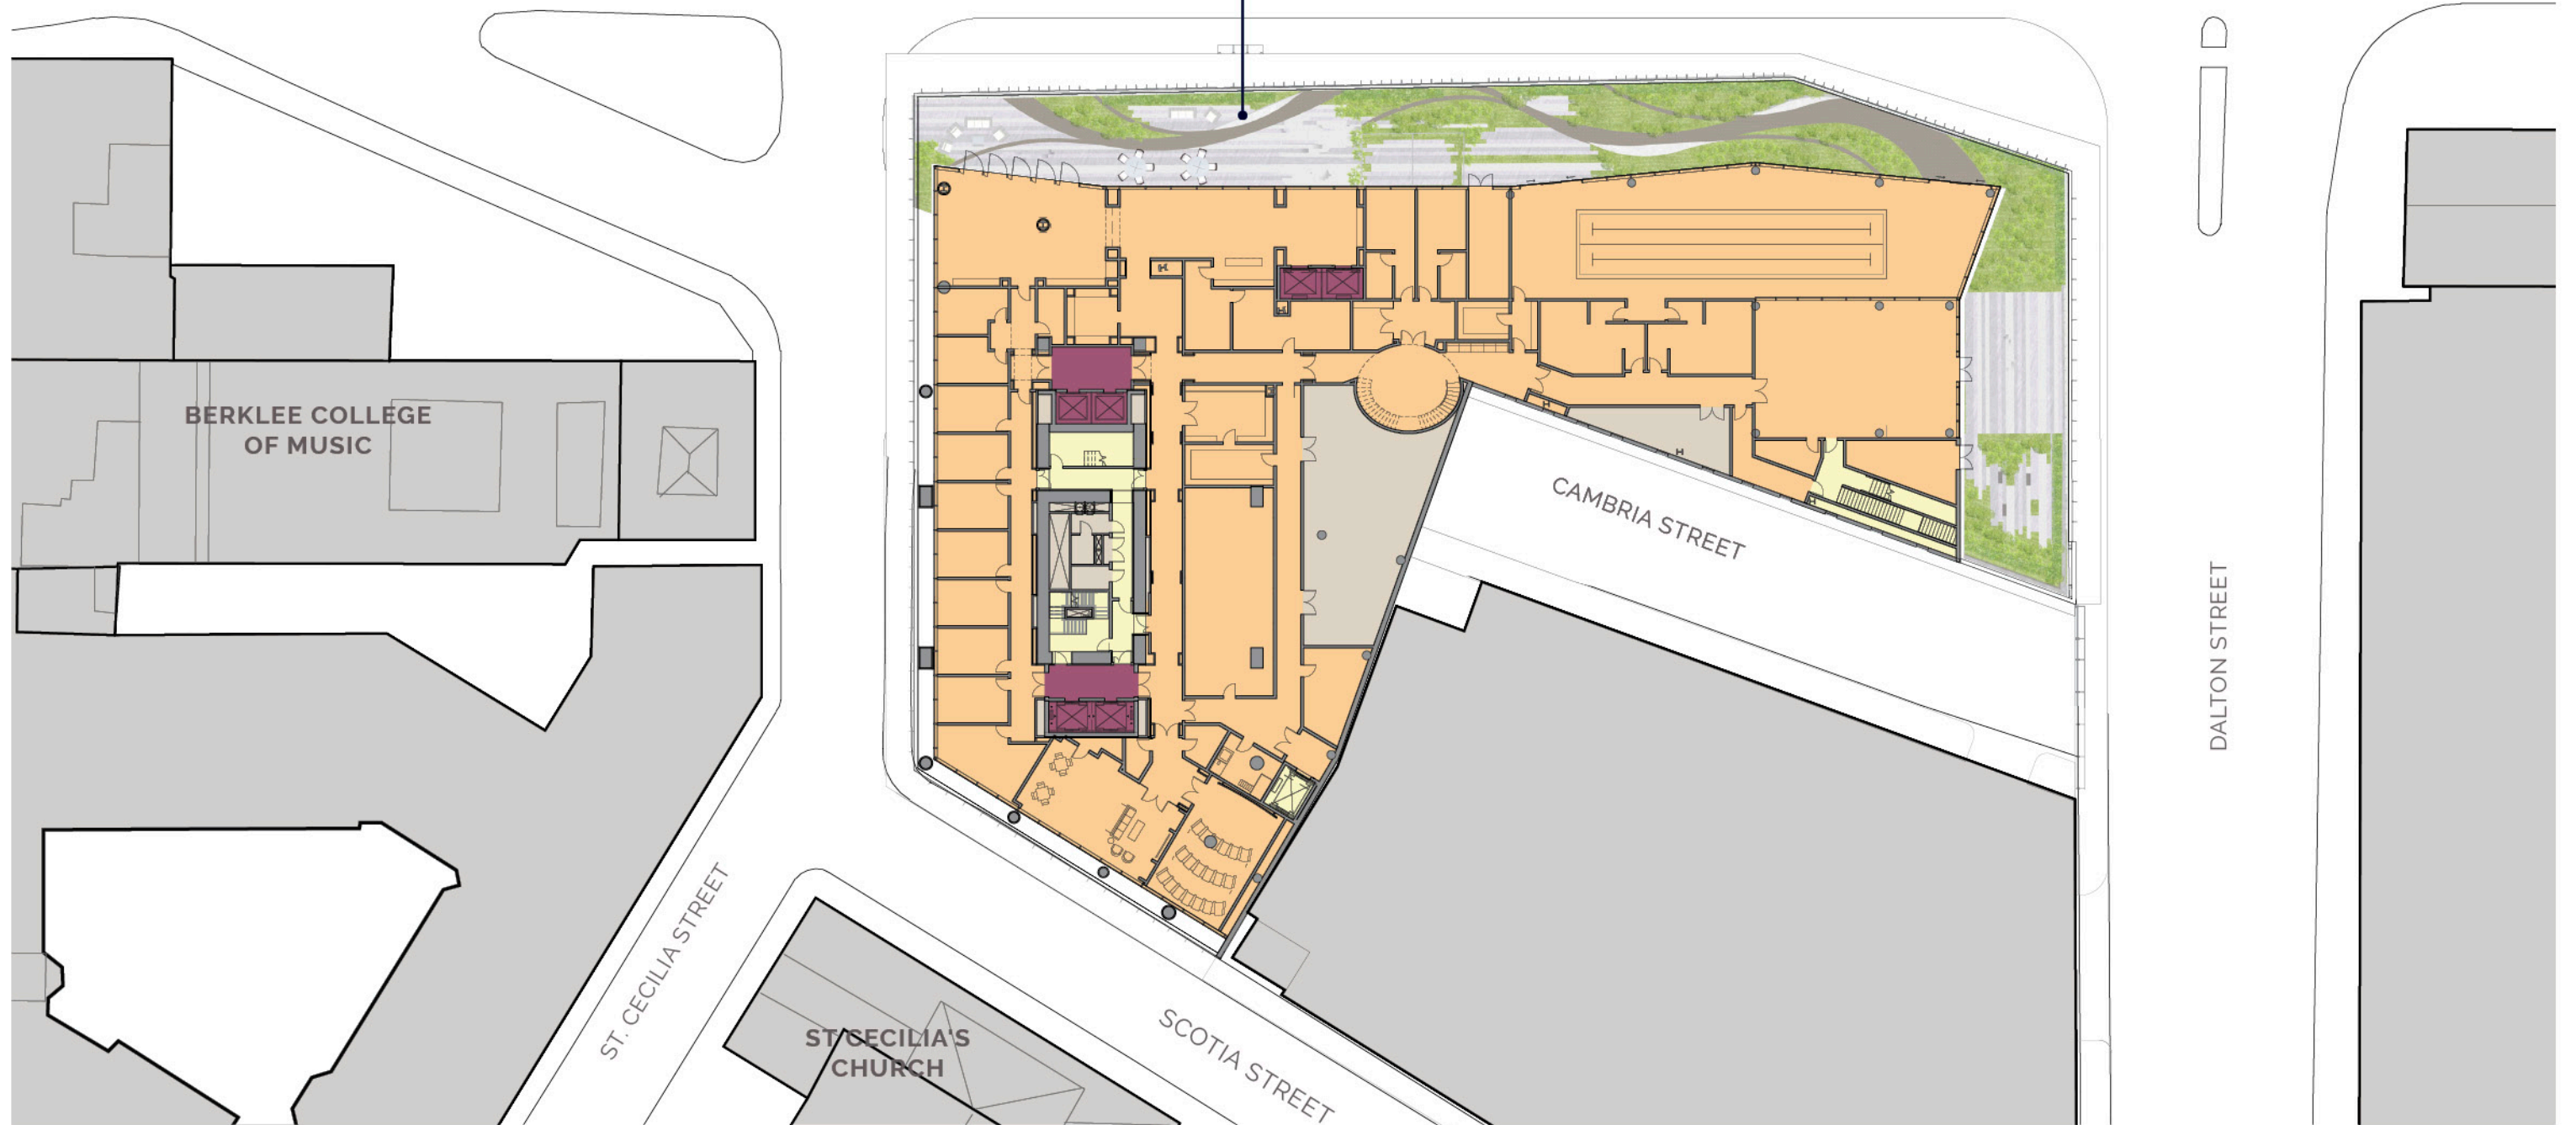 BERKLEE COLLEGE
OF MUSIC
CAMBRIA STREET
DALTON STREET
ST. CECILIA STREET
ST CECILIA'S
CHURCH
SCOTIA STREET